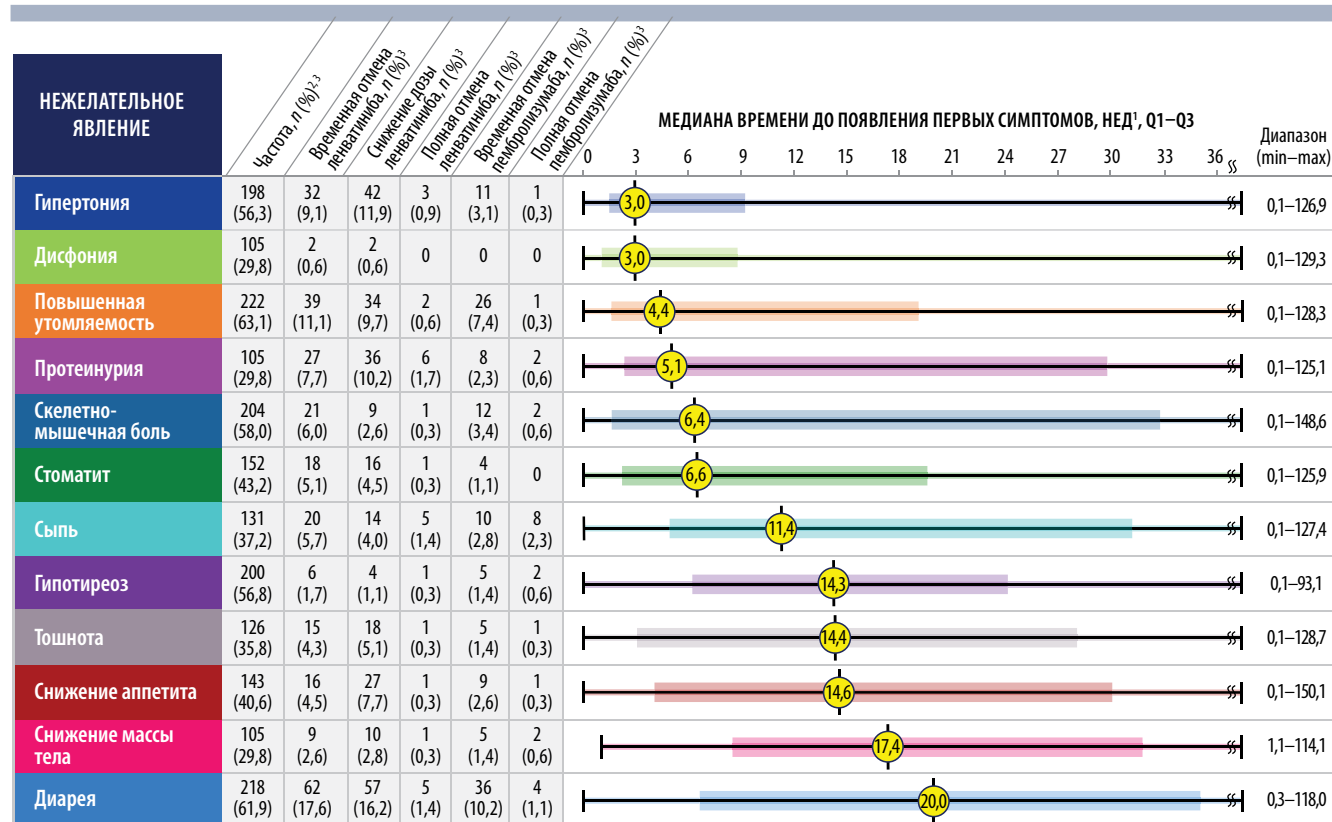 НЕЖЕЛАТЕЛЬНОЕ
ЯВЛЕНИЕ
Частота, n (%)2,3
Временная отмена
ленватиниба, n (%)3
Снижение дозы
ленватиниба, n (%)3
Полная отмена
ленватиниба, n (%)3
Временная отмена
пембролизумаба, n (%)3
Полная отмена
пембролизумаба, n (%)3
МЕДИАНА ВРЕМЕНИ ДО ПОЯВЛЕНИЯ ПЕРВЫХ СИМПТОМОВ, НЕД1, Q1–Q3
Диапазон
(min–max)
0 3 6 9 12 15 18 21 24 27 30 33 36
Гипертония
198 32 42 3 11 1
(56,3) (9,1) (11,9) (0,9) (3,1) (0,3)
3,0
0,1–126,9
Дисфония
105 2 2 0 0 0
(29,8) (0,6) (0,6)
3,0
0,1–129,3
Повышенная
утомляемость
222 39 34 2 26 1
(63,1) (11,1) (9,7) (0,6) (7,4) (0,3)
4,4
0,1–128,3
Протеинурия
105 27 36 6 8 2
(29,8) (7,7) (10,2) (1,7) (2,3) (0,6)
5,1
0,1–125,1
Скелетно-
мышечная боль
204 21 9 1 12 2
(58,0) (6,0) (2,6) (0,3) (3,4) (0,6)
6,4
0,1–148,6
Стоматит
152 18 16 1 4 0
(43,2) (5,1) (4,5) (0,3) (1,1)
6,6
0,1–125,9
Сыпь
131 20 14 5 10 8
(37,2) (5,7) (4,0) (1,4) (2,8) (2,3)
11,4
0,1–127,4
Гипотиреоз
200 6 4 1 5 2
(56,8) (1,7) (1,1) (0,3) (1,4) (0,6)
14,3
0,1–93,1
Тошнота
126 15 18 1 5 1
(35,8) (4,3) (5,1) (0,3) (1,4) (0,3)
14,4
0,1–128,7
Снижение аппетита
143 16 27 1 9 1
(40,6) (4,5) (7,7) (0,3) (2,6) (0,3)
14,6
0,1–150,1
Снижение массы
тела
105 9 10 1 5 2
(29,8) (2,6) (2,8) (0,3) (1,4) (0,6)
17,4
1,1–114,1
Диарея
218 62 57 5 36 4
(61,9) (17,6) (16,2) (1,4) (10,2) (1,1)
20,0
0,3–118,0